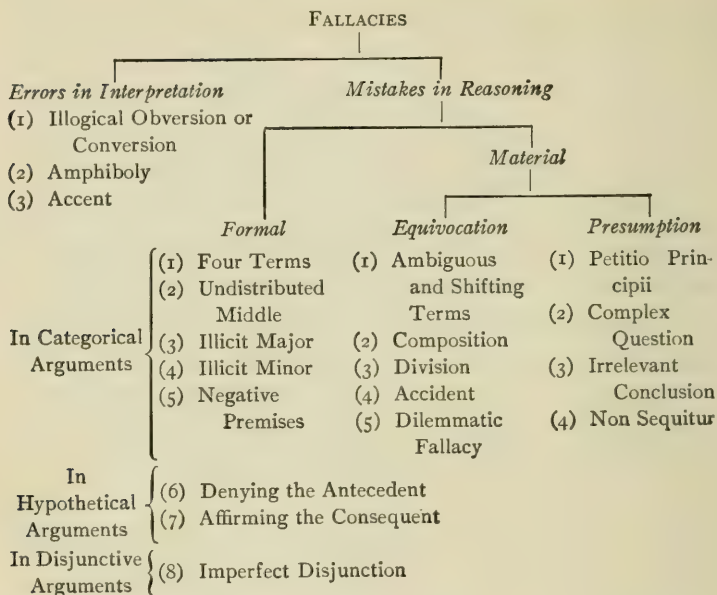 FALLACIES
Errors in Interpretation
(1) Illogical Obversion or
Conversion
(2) Amphiboly
(3) Accent
Mistakes in Reasoning
Material
Formal
In Categorical
Arguments
(1) Four Terms
(2) Undistributed
Middle
(3) Illicit Major
(4) Illicit Minor
(5) Negative
Premises
Equivocation
(1) Ambiguous
and Shifting
Terms
(2) Composition
(3) Division
(4) Accident
(5) Dilemmatic
Fallacy
Presumption
(1) Petitio Prin-
cipii
(2) Complex
Question
(3) Irrelevant
Conclusion
(4) Non Sequitur
In
Hypothetical
Arguments
(6) Denying the Antecedent
(7) Affirming the Consequent
In Disjunctive
Arguments
(8) Imperfect Disjunction